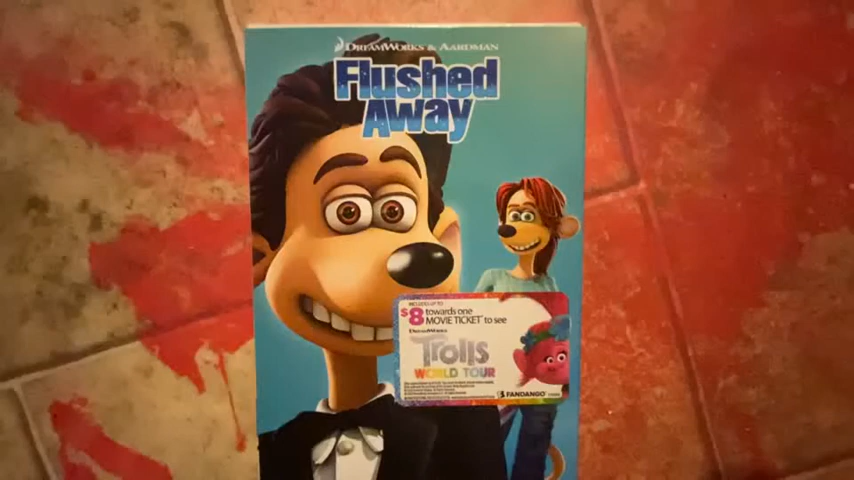 DREAMWORKS & AARDMAN
Flushed
Away
INCLUDES UP TO
$8 towards one
MOVIE TICKET* to see
DREAMWORKS
Trolls
WORLD TOUR
FANDANGO